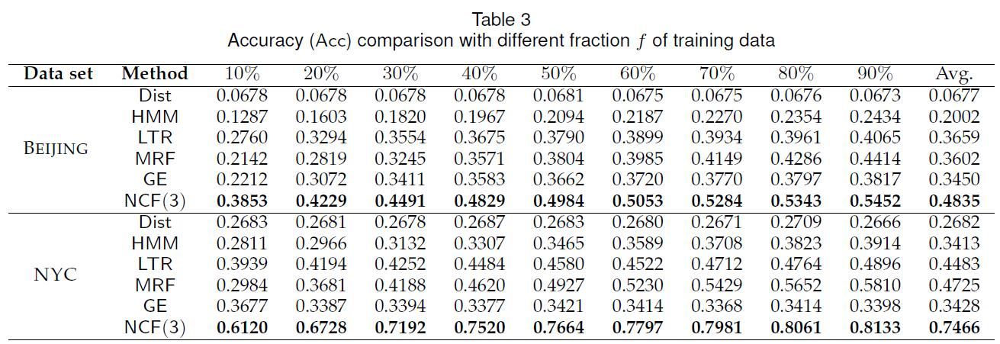 Table 3
Accuracy (Acc) comparison with different fraction f of training data
Data set Method 10% 20% 30% 40% 50% 60% 70% 80% 90% Avg.
Dist 0.0678 0.0678 0.0678 0.0678 0.0681 0.0675 0.0675 0.0676 0.0673 0.0677
HMM 0.1287 0.1603 0.1820 0.1967 0.2094 0.2187 0.2270 0.2354 0.2434 0.2002
LTR 0.2760 0.3294 0.3554 0.3675 0.3790 0.3899 0.3934 0.3961 0.4065 0.3659
BEIJING
MRF 0.2142 0.2819 0.3245 0.3571 0.3804 0.3985 0.4149 0.4286 0.4414 0.3602
GE 0.2212 0.3072 0.3411 0.3583 0.3662 0.3720 0.3770 0.3797 0.3817 0.3450
NCF(3) 0.3853 0.4229 0.4491 0.4829 0.4984 0.5053 0.5284 0.5343 0.5452 0.4835
Dist 0.2683 0.2681 0.2678 0.2687 0.2683 0.2680 0.2671 0.2709 0.2666 0.2682
HMM 0.2811 0.2966 0.3132 0.3307 0.3465 0.3589 0.3708 0.3823 0.3914 0.3413
LTR 0.3939 0.4194 0.4252 0.4484 0.4580 0.4522 0.4712 0.4764 0.4896 0.4483
NYC
MRF 0.2984 0.3681 0.4188 0.4620 0.4927 0.5230 0.5429 0.5652 0.5810 0.4725
GE 0.3677 0.3387 0.3394 0.3377 0.3421 0.3414 0.3368 0.3414 0.3398 0.3428
NCF(3) 0.6120 0.6728 0.7192 0.7520 0.7664 0.7797 0.7981 0.8061 0.8133 0.7466